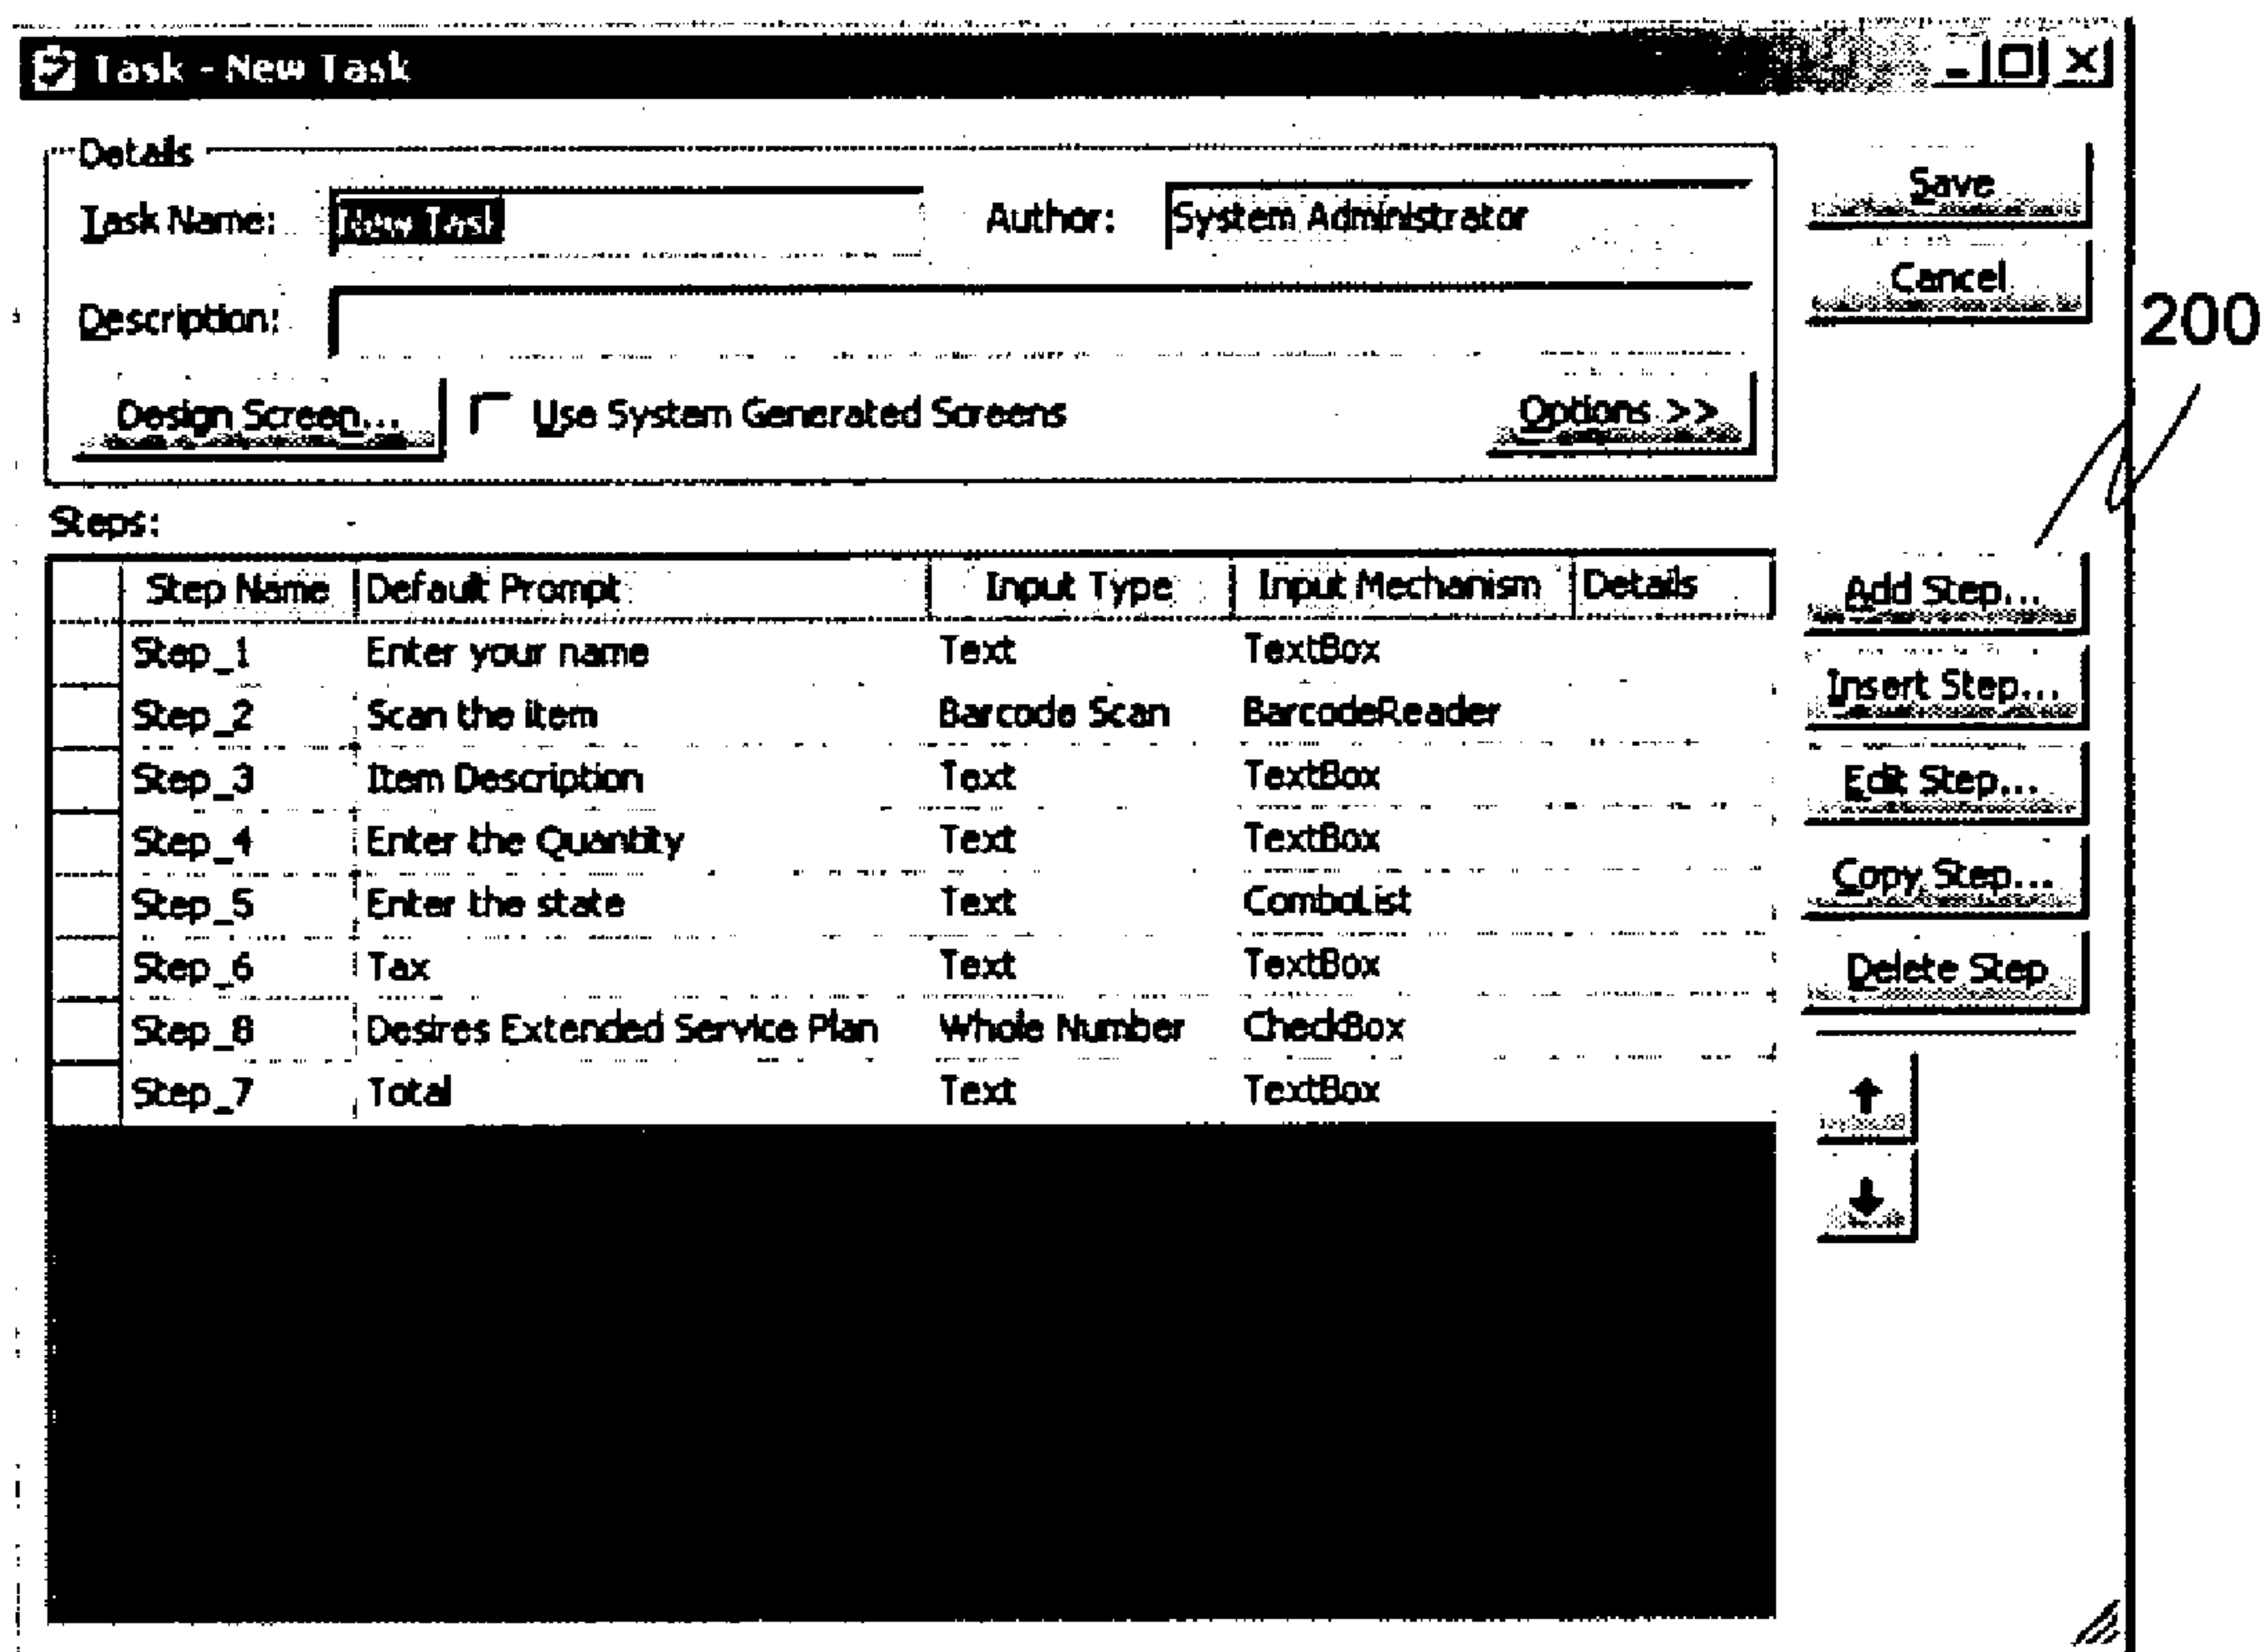 Task - New Task
Details
Task Name: New Task Author: System Administrator
Save
Cancel
Description:
200
Design Screen... Use System Generated Screens Options >>
Steps:
Step Name Default Prompt Input Type Input Mechanism Details
Step_1 Enter your name Text TextBox
Step_2 Scan the item Barcode Scan BarcodeReader
Step_3 Item Description Text TextBox
Step_4 Enter the Quantity Text TextBox
Step_5 Enter the state Text ComboList
Step_6 Tax Text TextBox
Step_8 Desires Extended Service Plan Whole Number CheckBox
Step_7 Total Text TextBox
Add Step...
Insert Step...
Edit Step...
Copy Step...
Delete Step